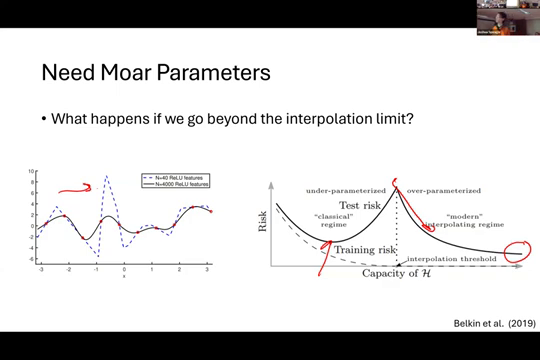 Need Moar Parameters
• What happens if we go beyond the interpolation limit?
10
8
6
4
2
0
-2
-4
-6
-3
-2
-1
0
1
2
3
x
N=40 ReLU features
N=4000 ReLU features
under-parameterized
over-parameterized
Test risk
"classical"
regime
"modern"
interpolating regime
Risk
Training risk
interpolation threshold
Capacity of H
Belkin et al. (2019)